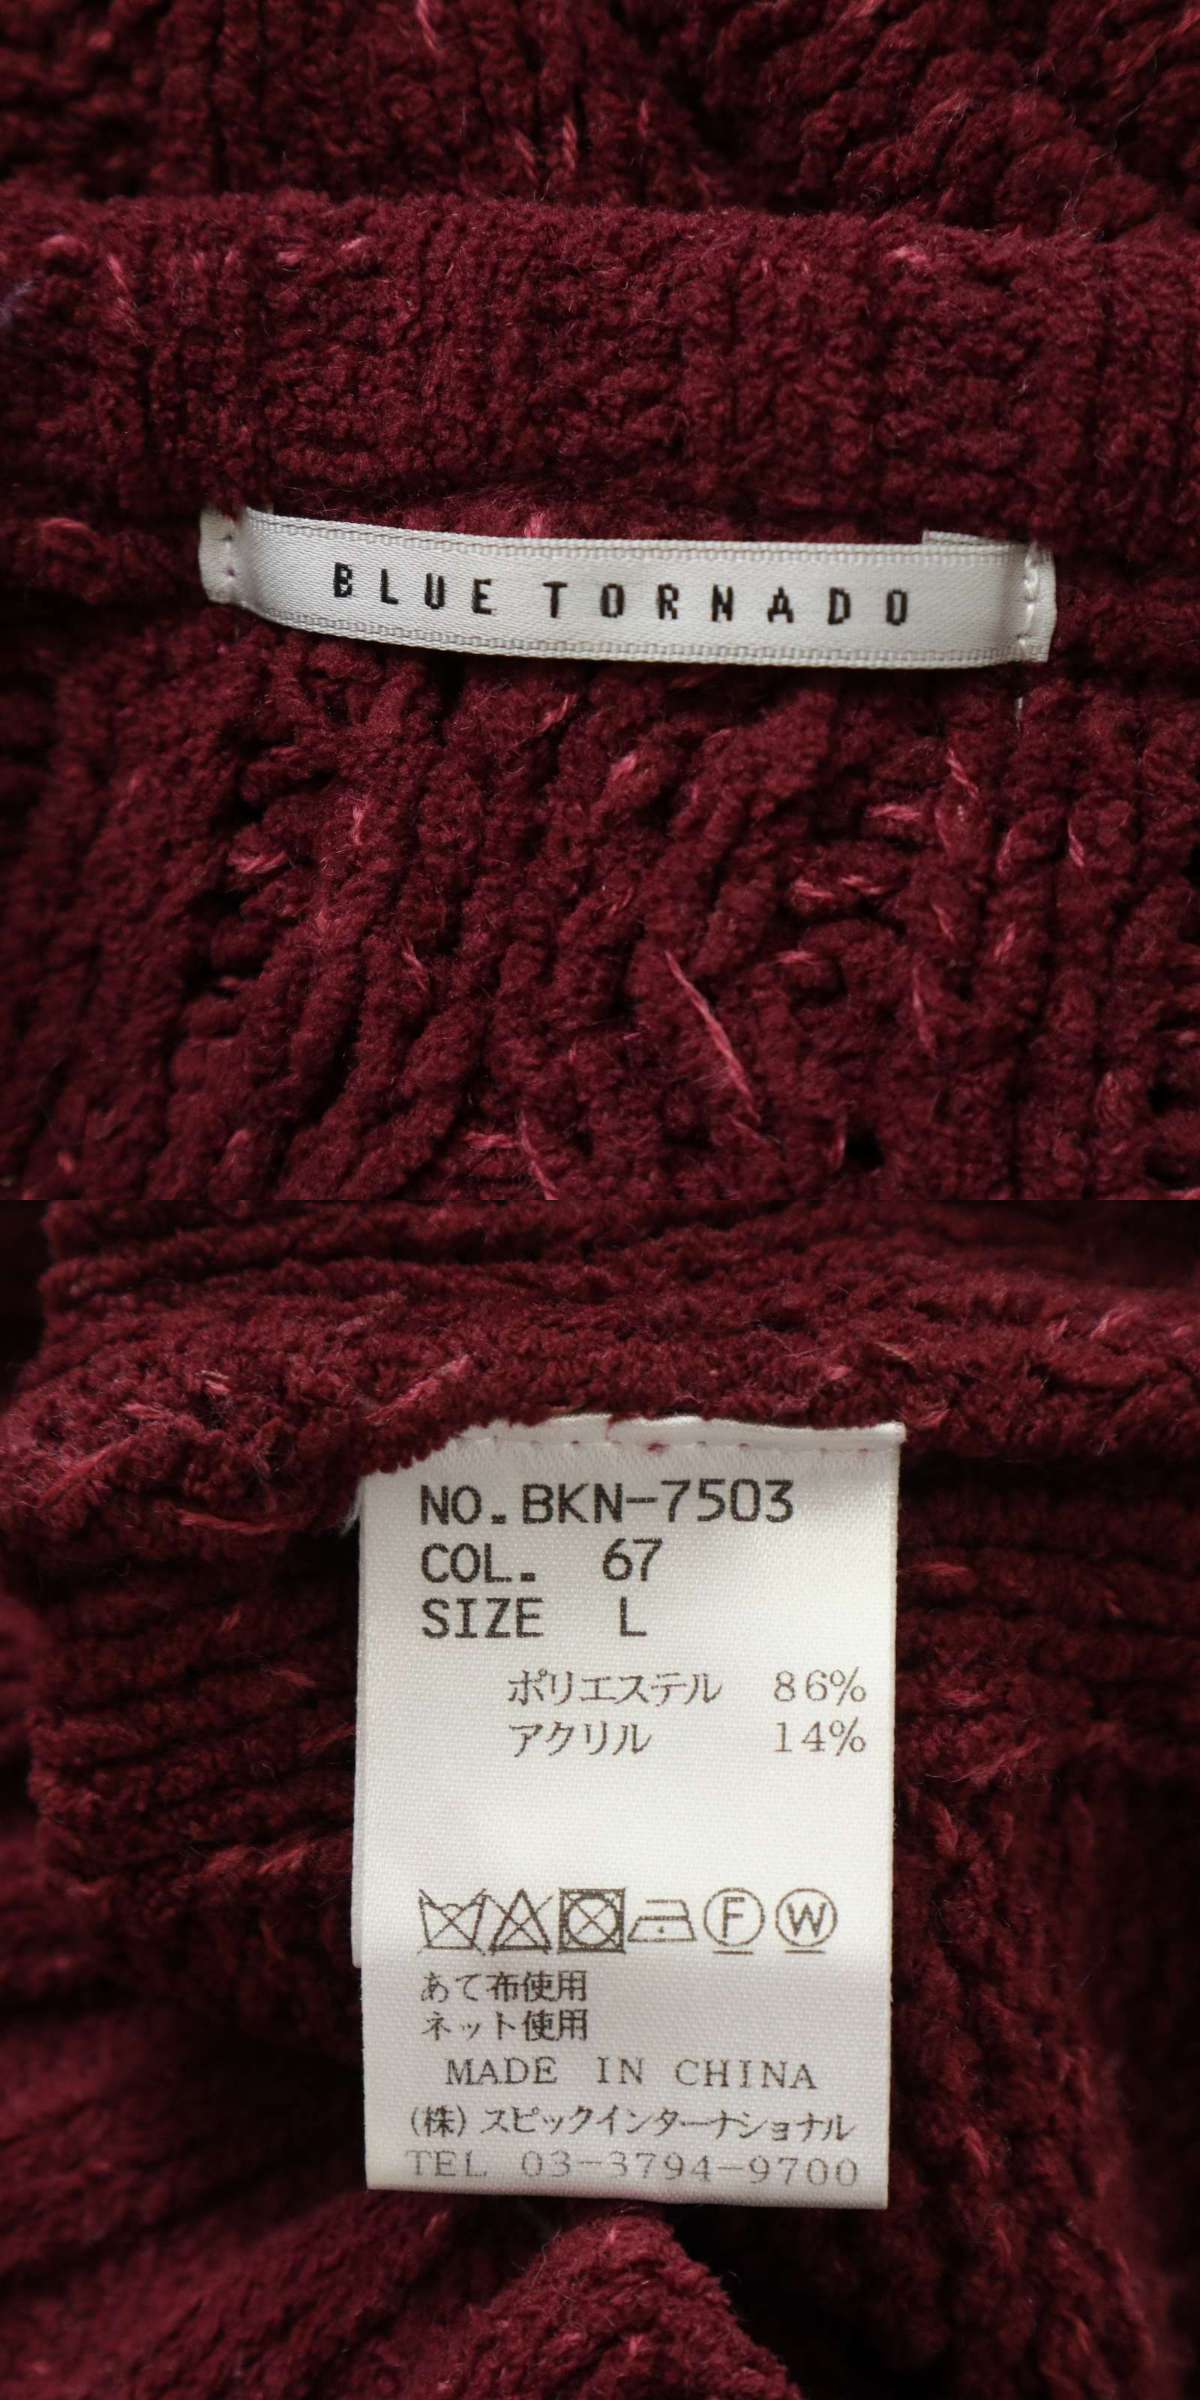 BLUE TORNADO
NO.BKN-7503
COL. 67
SIZE L
ポリエステル 86%
アクリル 14%
F W
あて布使用
ネット使用
MADE IN CHINA
(株)スピックインターナショナル
TEL 03-3794-9700